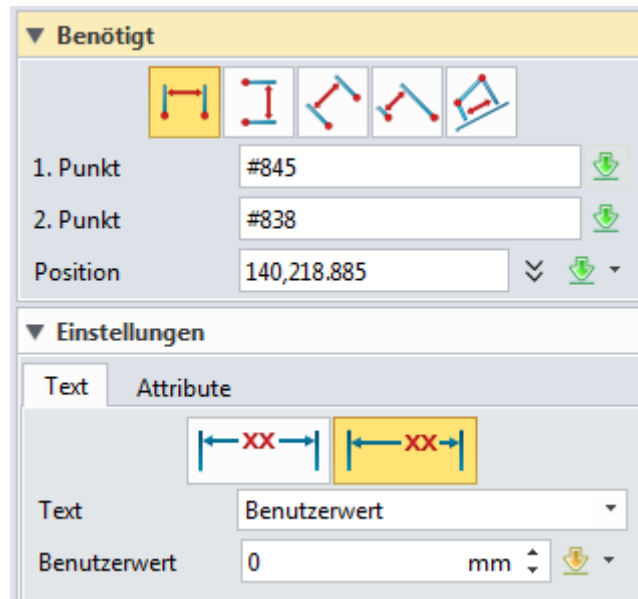 Benötigt
1. Punkt #845
2. Punkt #838
Position 140,218.885
Einstellungen
Text Attribute
XX XX
Text Benutzerwert
Benutzerwert 0 mm